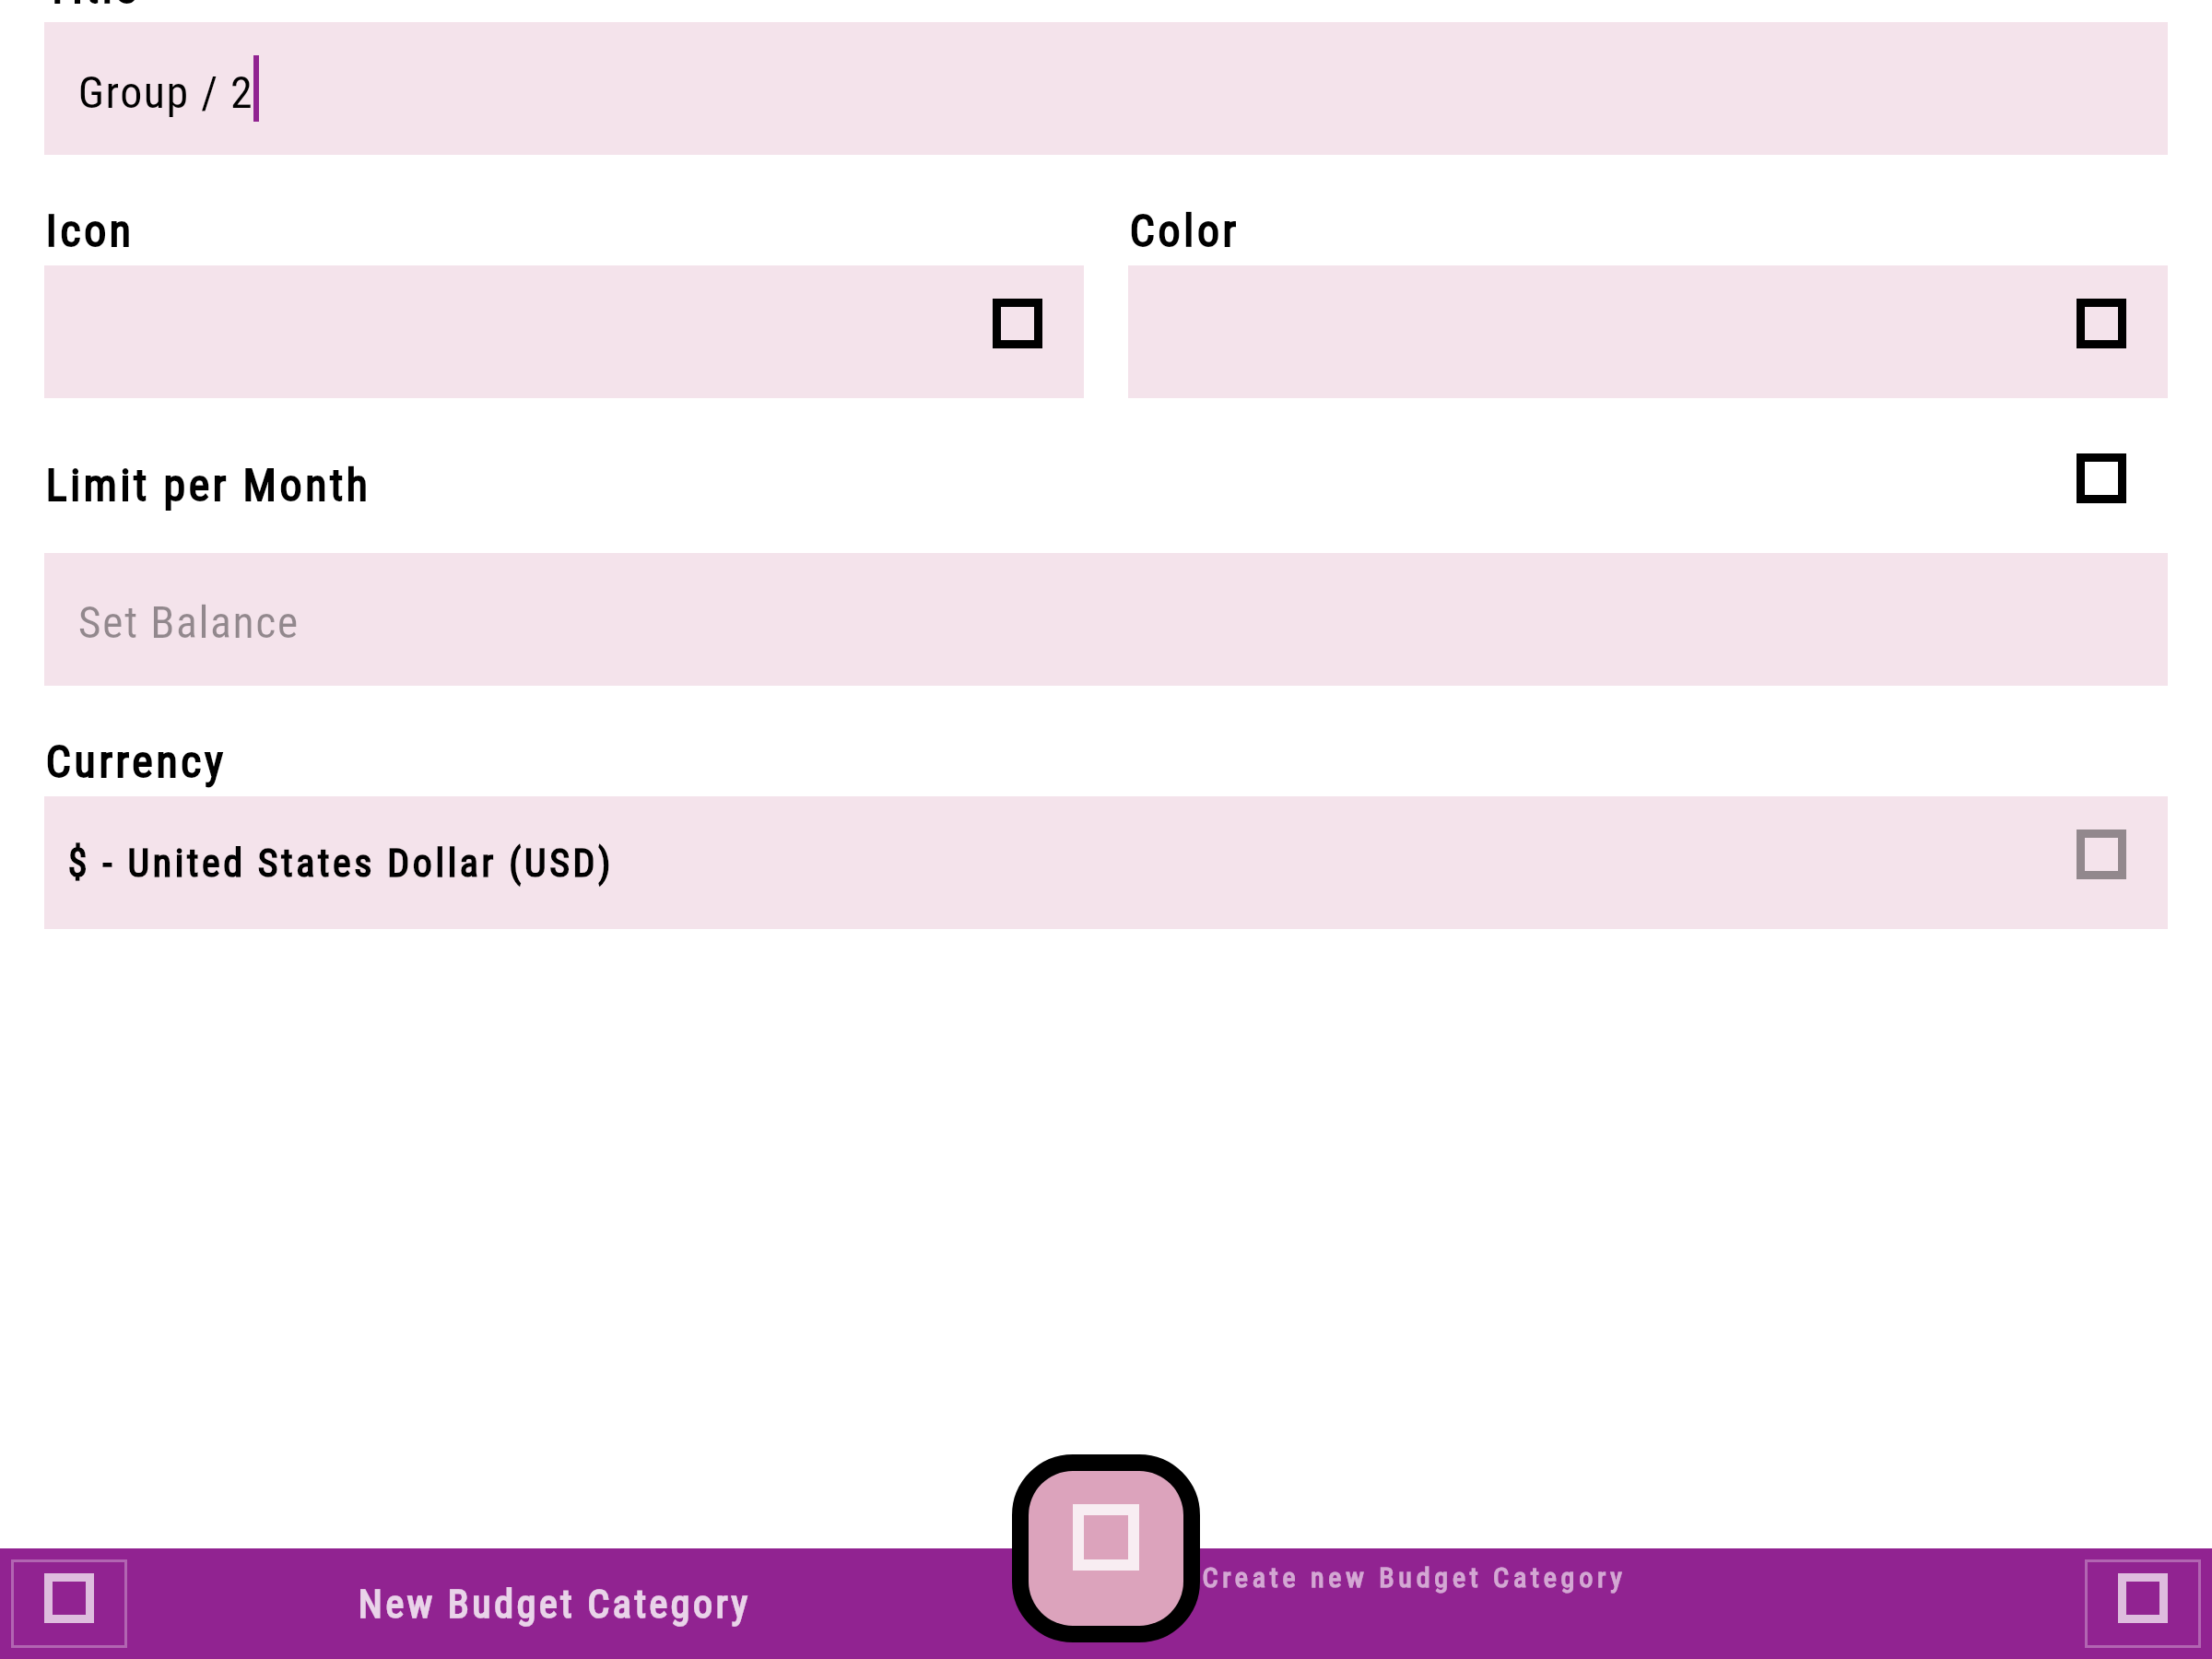 Group / 2
Icon
Color
Limit per Month
Set Balance
Currency
$ - United States Dollar (USD)
New Budget Category
Create new Budget Category